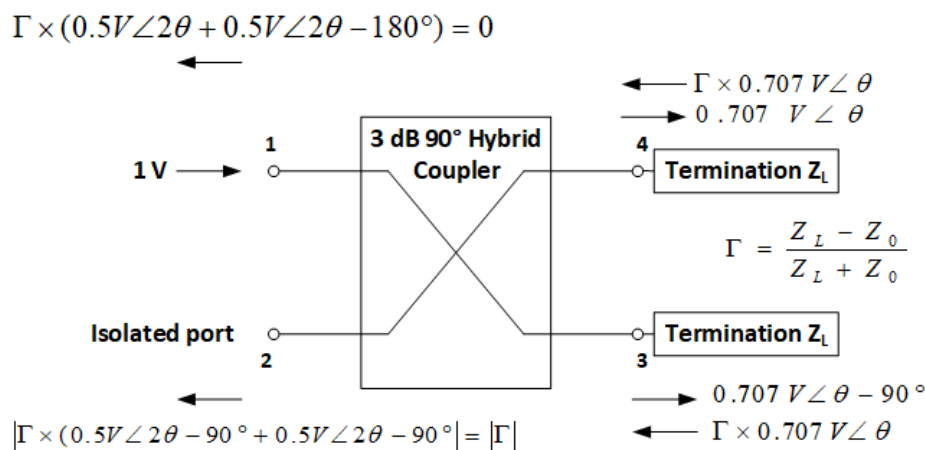 Γ × (0.5V∠2θ + 0.5V∠2θ − 180°) = 0
Γ × 0.707 V∠ θ
0 .707 V ∠ θ
1
3 dB 90° Hybrid
Coupler
4
1 V
Termination Z_L
Γ = (Z_L − Z_0) / (Z_L + Z_0)
Isolated port
2
3
Termination Z_L
0.707 V∠ θ − 90°
|Γ × (0.5V∠2θ − 90° + 0.5V∠2θ − 90°| = |Γ|
Γ × 0.707 V∠ θ